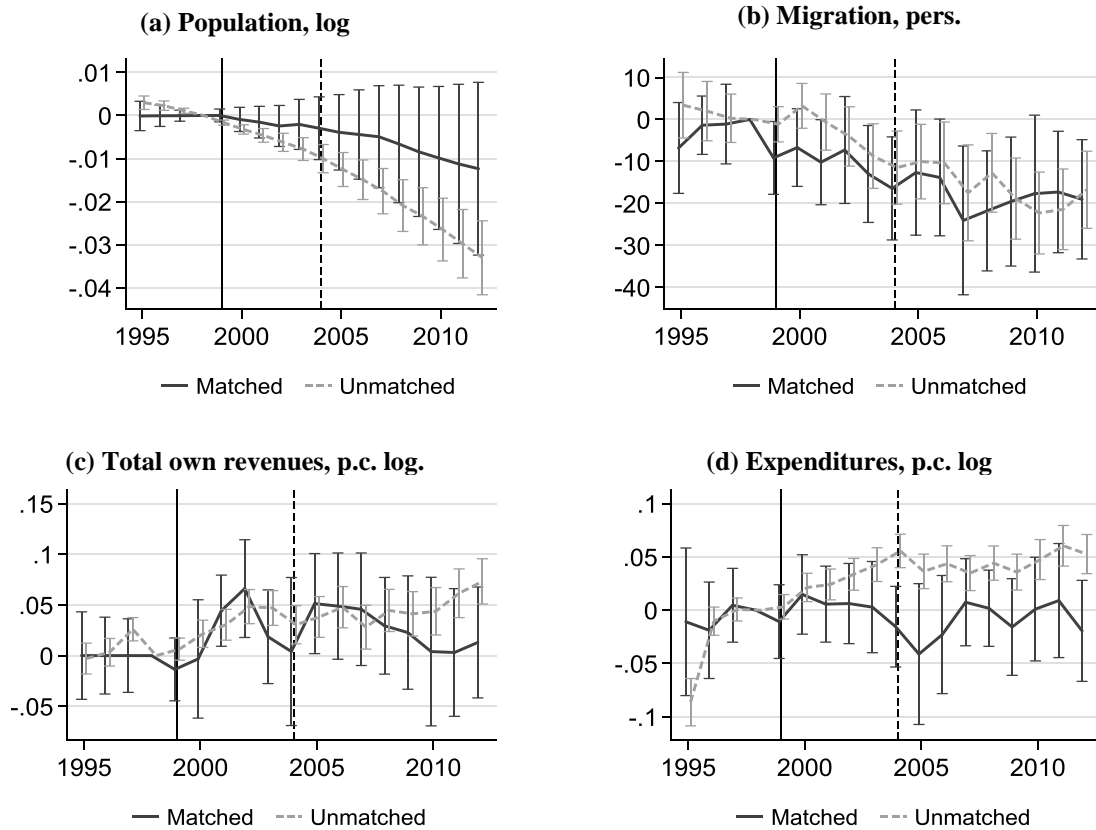 (a) Population, log
.01
0
-.01
-.02
-.03
-.04
1995 2000 2005 2010
Matched Unmatched
(b) Migration, pers.
10
0
-10
-20
-30
-40
1995 2000 2005 2010
Matched Unmatched
(c) Total own revenues, p.c. log.
.15
.1
.05
0
-.05
1995 2000 2005 2010
Matched Unmatched
(d) Expenditures, p.c. log
.1
.05
0
-.05
-.1
1995 2000 2005 2010
Matched Unmatched